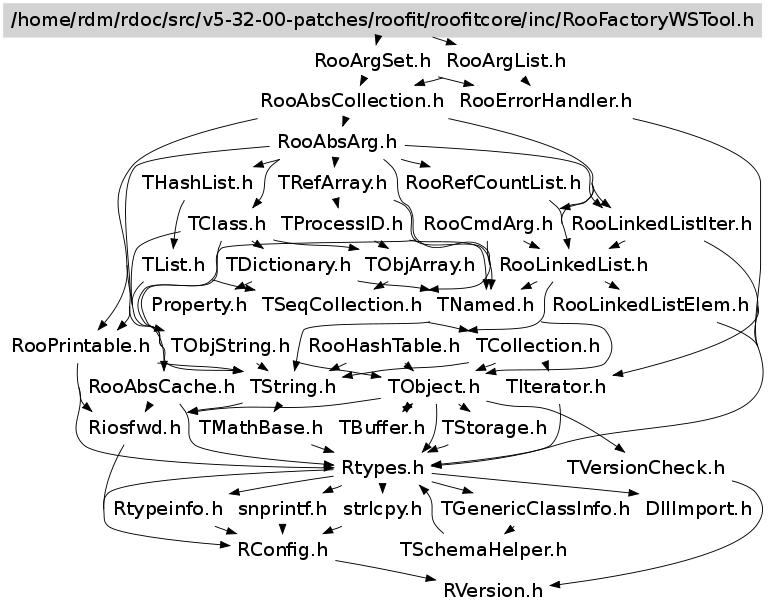 /home/rdm/rdoc/src/v5-32-00-patches/roofit/roofitcore/inc/RooFactoryWSTool.h
RooArgSet.h RooArgList.h
RooAbsCollection.h RooErrorHandler.h
RooAbsArg.h
THashList.h TRefArray.h RooRefCountList.h
TClass.h TProcessID.h RooCmdArg.h RooLinkedListIter.h
TList.h TDictionary.h TObjArray.h RooLinkedList.h
Property.h TSeqCollection.h TNamed.h RooLinkedListElem.h
RooPrintable.h TObjString.h RooHashTable.h TCollection.h
RooAbsCache.h TString.h TObject.h TIterator.h
Riosfwd.h TMathBase.h TBuffer.h TStorage.h
Rtypes.h TVersionCheck.h
Rtypeinfo.h snprintf.h strlcpy.h TGenericClassInfo.h DllImport.h
RConfig.h TSchemaHelper.h
RVersion.h